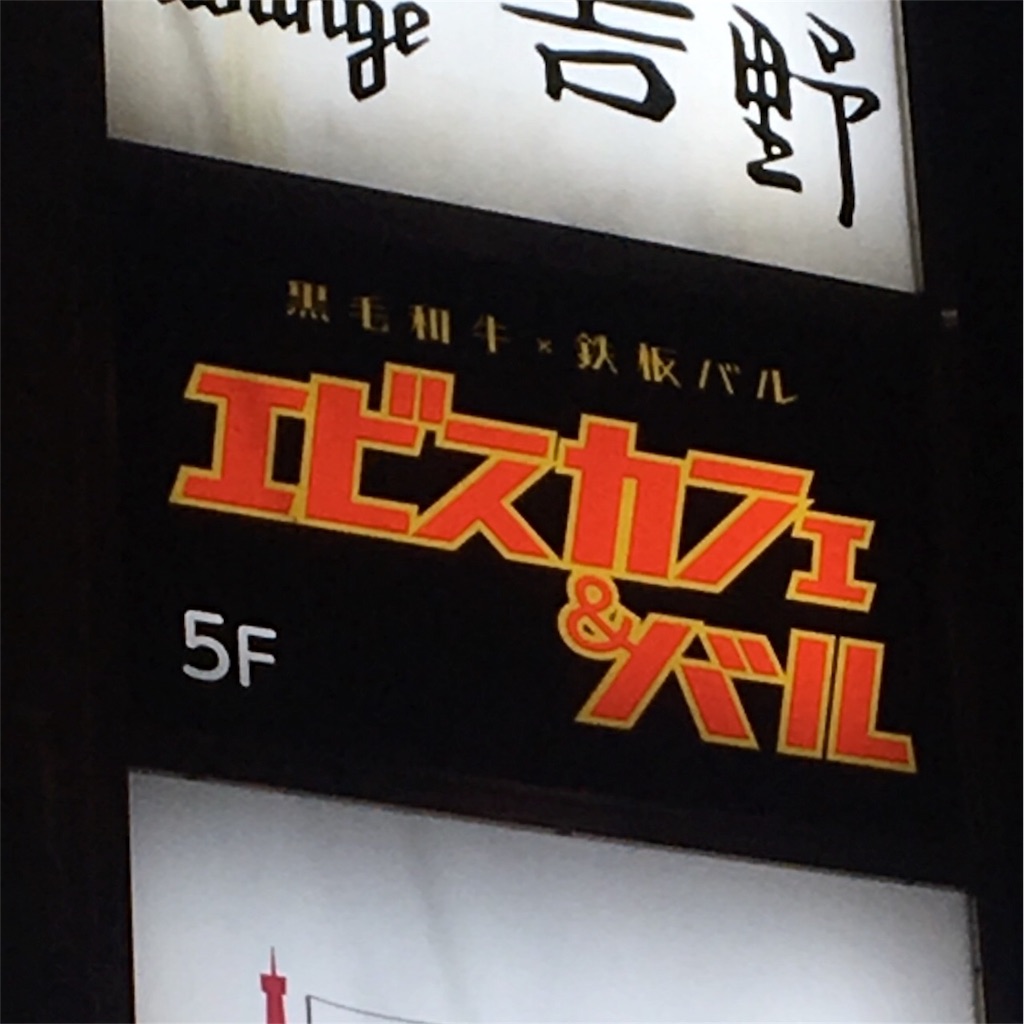 Lounge 吉野
黒毛和牛×鉄板バル
エビスカフェ
&バル
5F